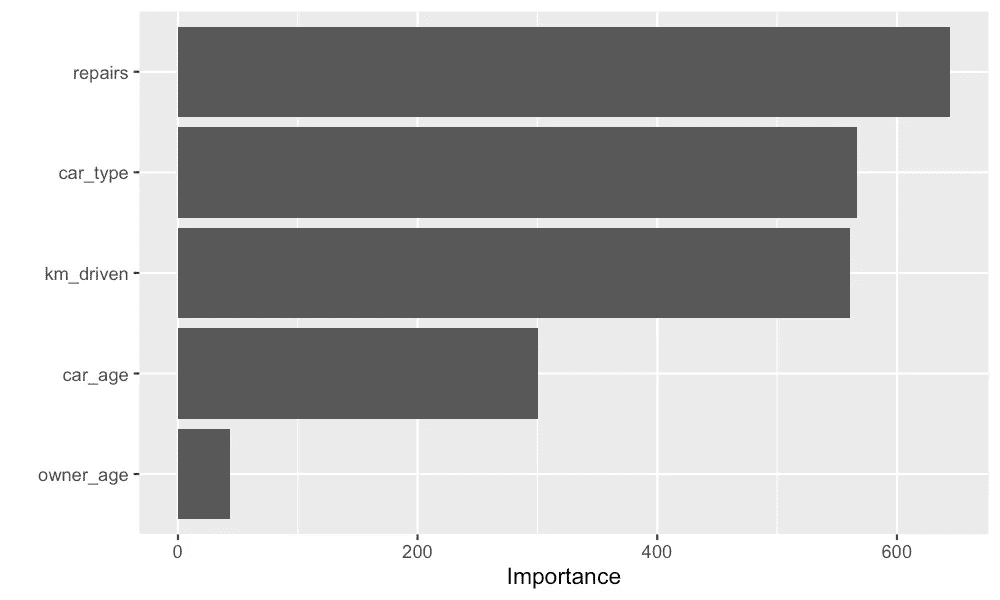 repairs
car_type
km_driven
car_age
owner_age
0 200 400 600
Importance